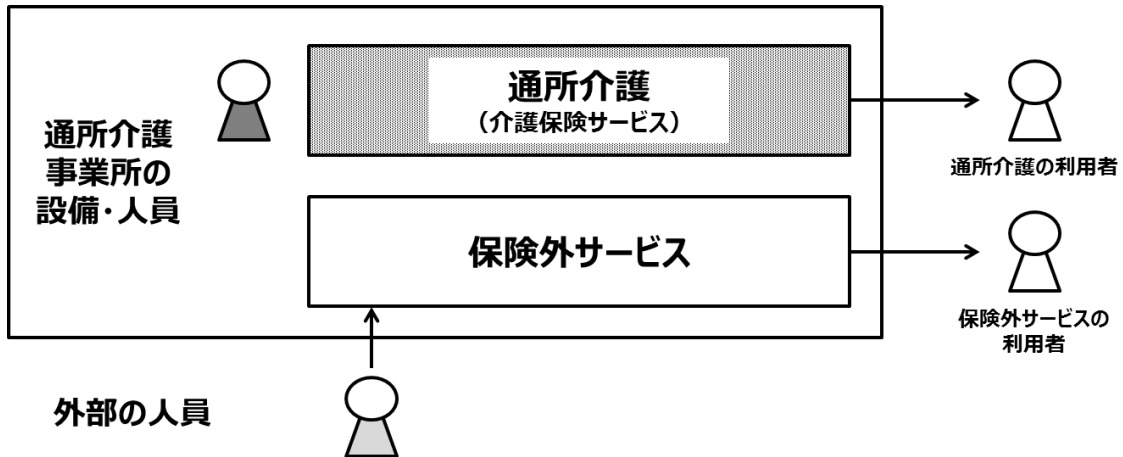 通所介護
事業所の
設備・人員
通所介護
（介護保険サービス）
保険外サービス
通所介護の利用者
保険外サービスの
利用者
外部の人員